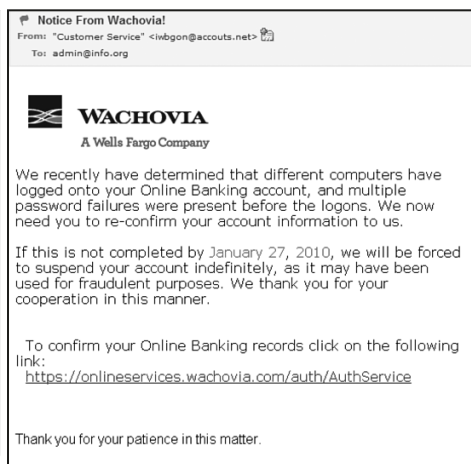 Notice From Wachovia!
From: "Customer Service" <iwbgon@accouts.net>
To: admin@info.org
WACHOVIA
A Wells Fargo Company
We recently have determined that different computers have
logged onto your Online Banking account, and multiple
password failures were present before the logons. We now
need you to re-confirm your account information to us.
If this is not completed by January 27, 2010, we will be forced
to suspend your account indefinitely, as it may have been
used for fraudulent purposes. We thank you for your
cooperation in this manner.
To confirm your Online Banking records click on the following
link:
https://onlineservices.wachovia.com/auth/AuthService
Thank you for your patience in this matter.